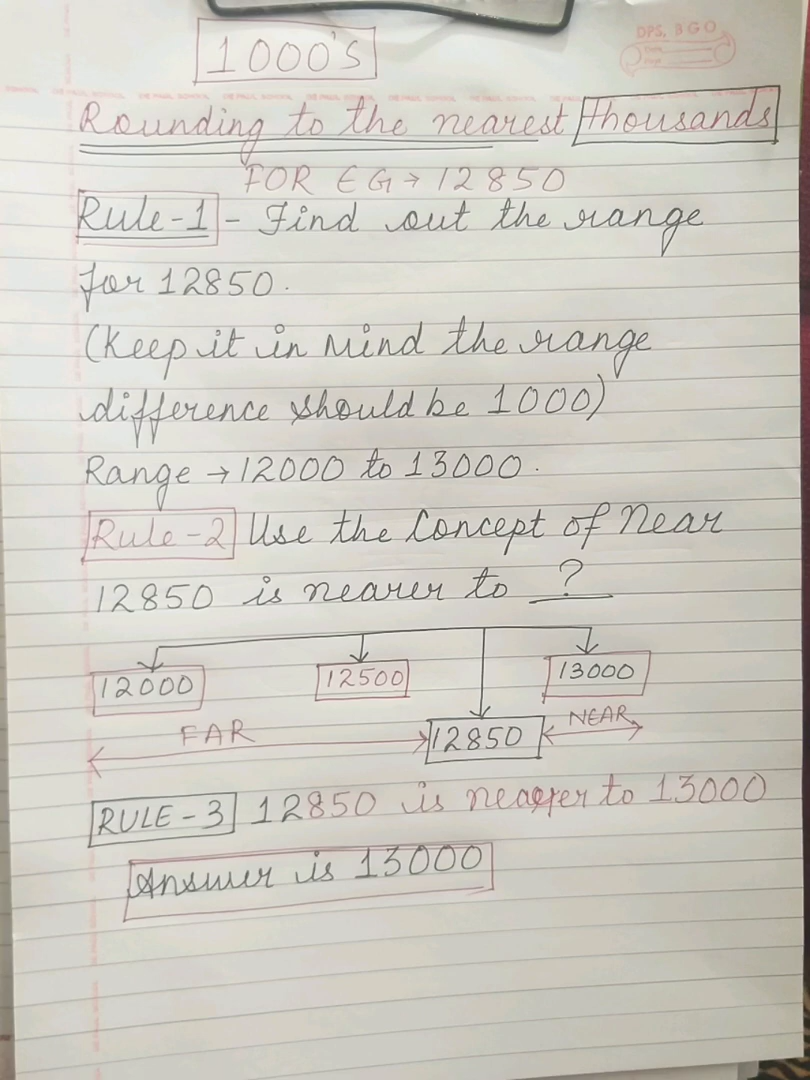 DPS, BGO
1000's
Rounding to the nearest thousands
FOR EG → 12850
Rule-1 - Find out the range
for 12850.
(Keep it in mind the range
difference should be 1000)
Range → 12000 to 13000.
Rule-2 Use the Concept of Near
12850 is nearer to ?
12000 12500 13000
FAR 12850 NEAR
RULE-3 12850 is nearer to 13000
Answer is 13000